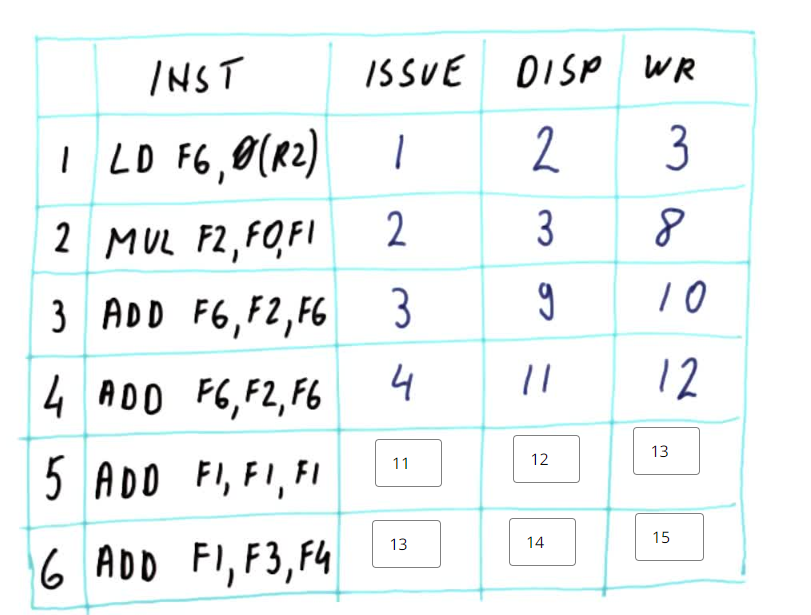 INST ISSUE DISP WR
1 LD F6, 0(R2) 1 2 3
2 MUL F2, F0, F1 2 3 8
3 ADD F6, F2, F6 3 9 10
4 ADD F6, F2, F6 4 11 12
5 ADD F1, F1, F1 11 12 13
6 ADD F1, F3, F4 13 14 15